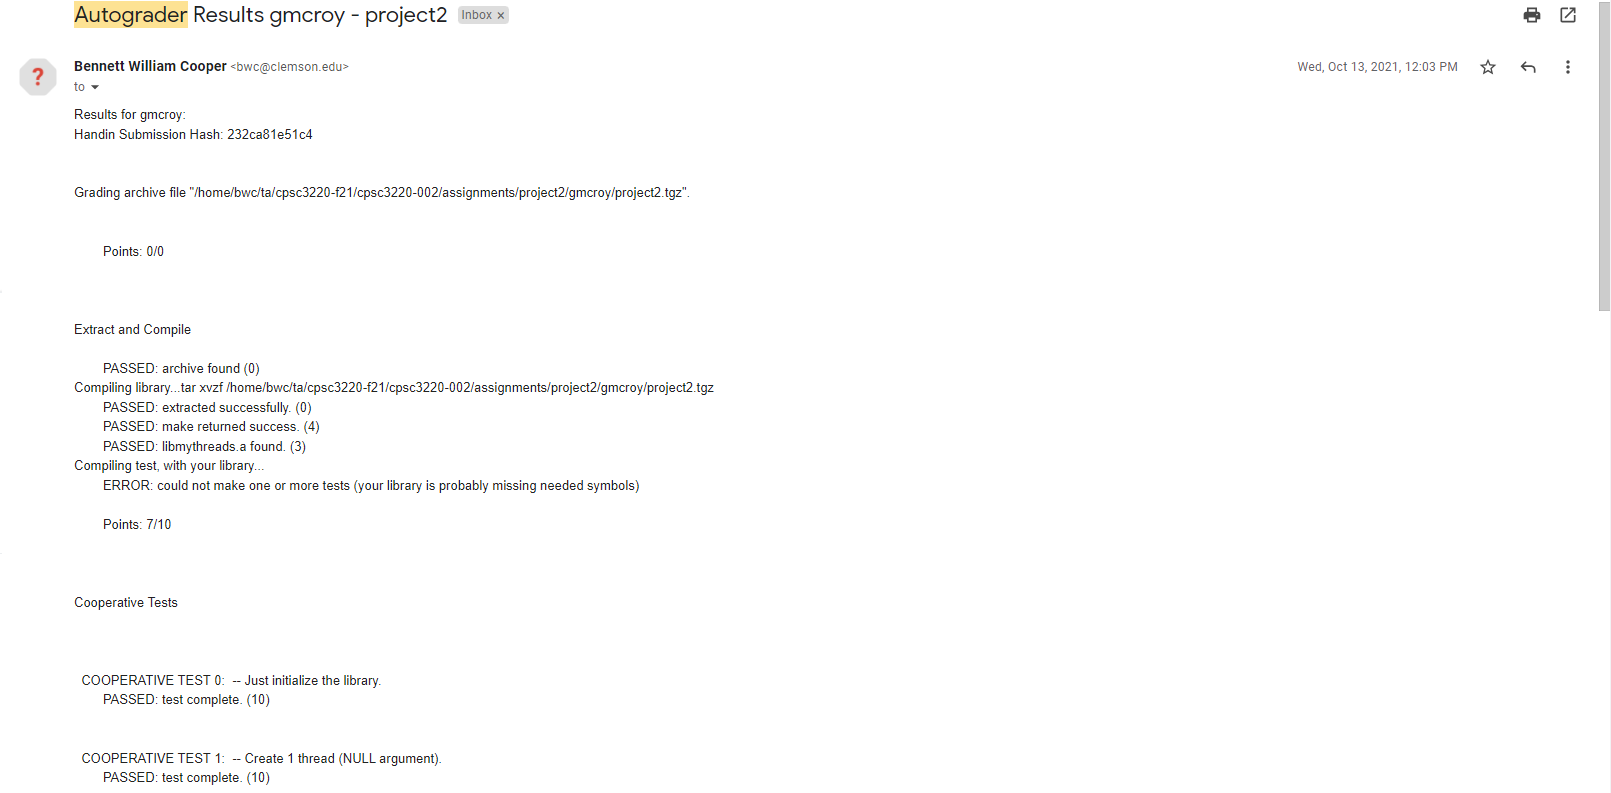 Autograder Results gmcroy - project2 Inbox ×
Bennett William Cooper <bwc@clemson.edu> Wed, Oct 13, 2021, 12:03 PM
?
to
Results for gmcroy:
Handin Submission Hash: 232ca81e51c4
Grading archive file "/home/bwc/ta/cpsc3220-f21/cpsc3220-002/assignments/project2/gmcroy/project2.tgz".
Points: 0/0
Extract and Compile
PASSED: archive found (0)
Compiling library...tar xvzf /home/bwc/ta/cpsc3220-f21/cpsc3220-002/assignments/project2/gmcroy/project2.tgz
PASSED: extracted successfully. (0)
PASSED: make returned success. (4)
PASSED: libmythreads.a found. (3)
Compiling test, with your library...
ERROR: could not make one or more tests (your library is probably missing needed symbols)
Points: 7/10
Cooperative Tests
COOPERATIVE TEST 0:  -- Just initialize the library.
PASSED: test complete. (10)
COOPERATIVE TEST 1:  -- Create 1 thread (NULL argument).
PASSED: test complete. (10)